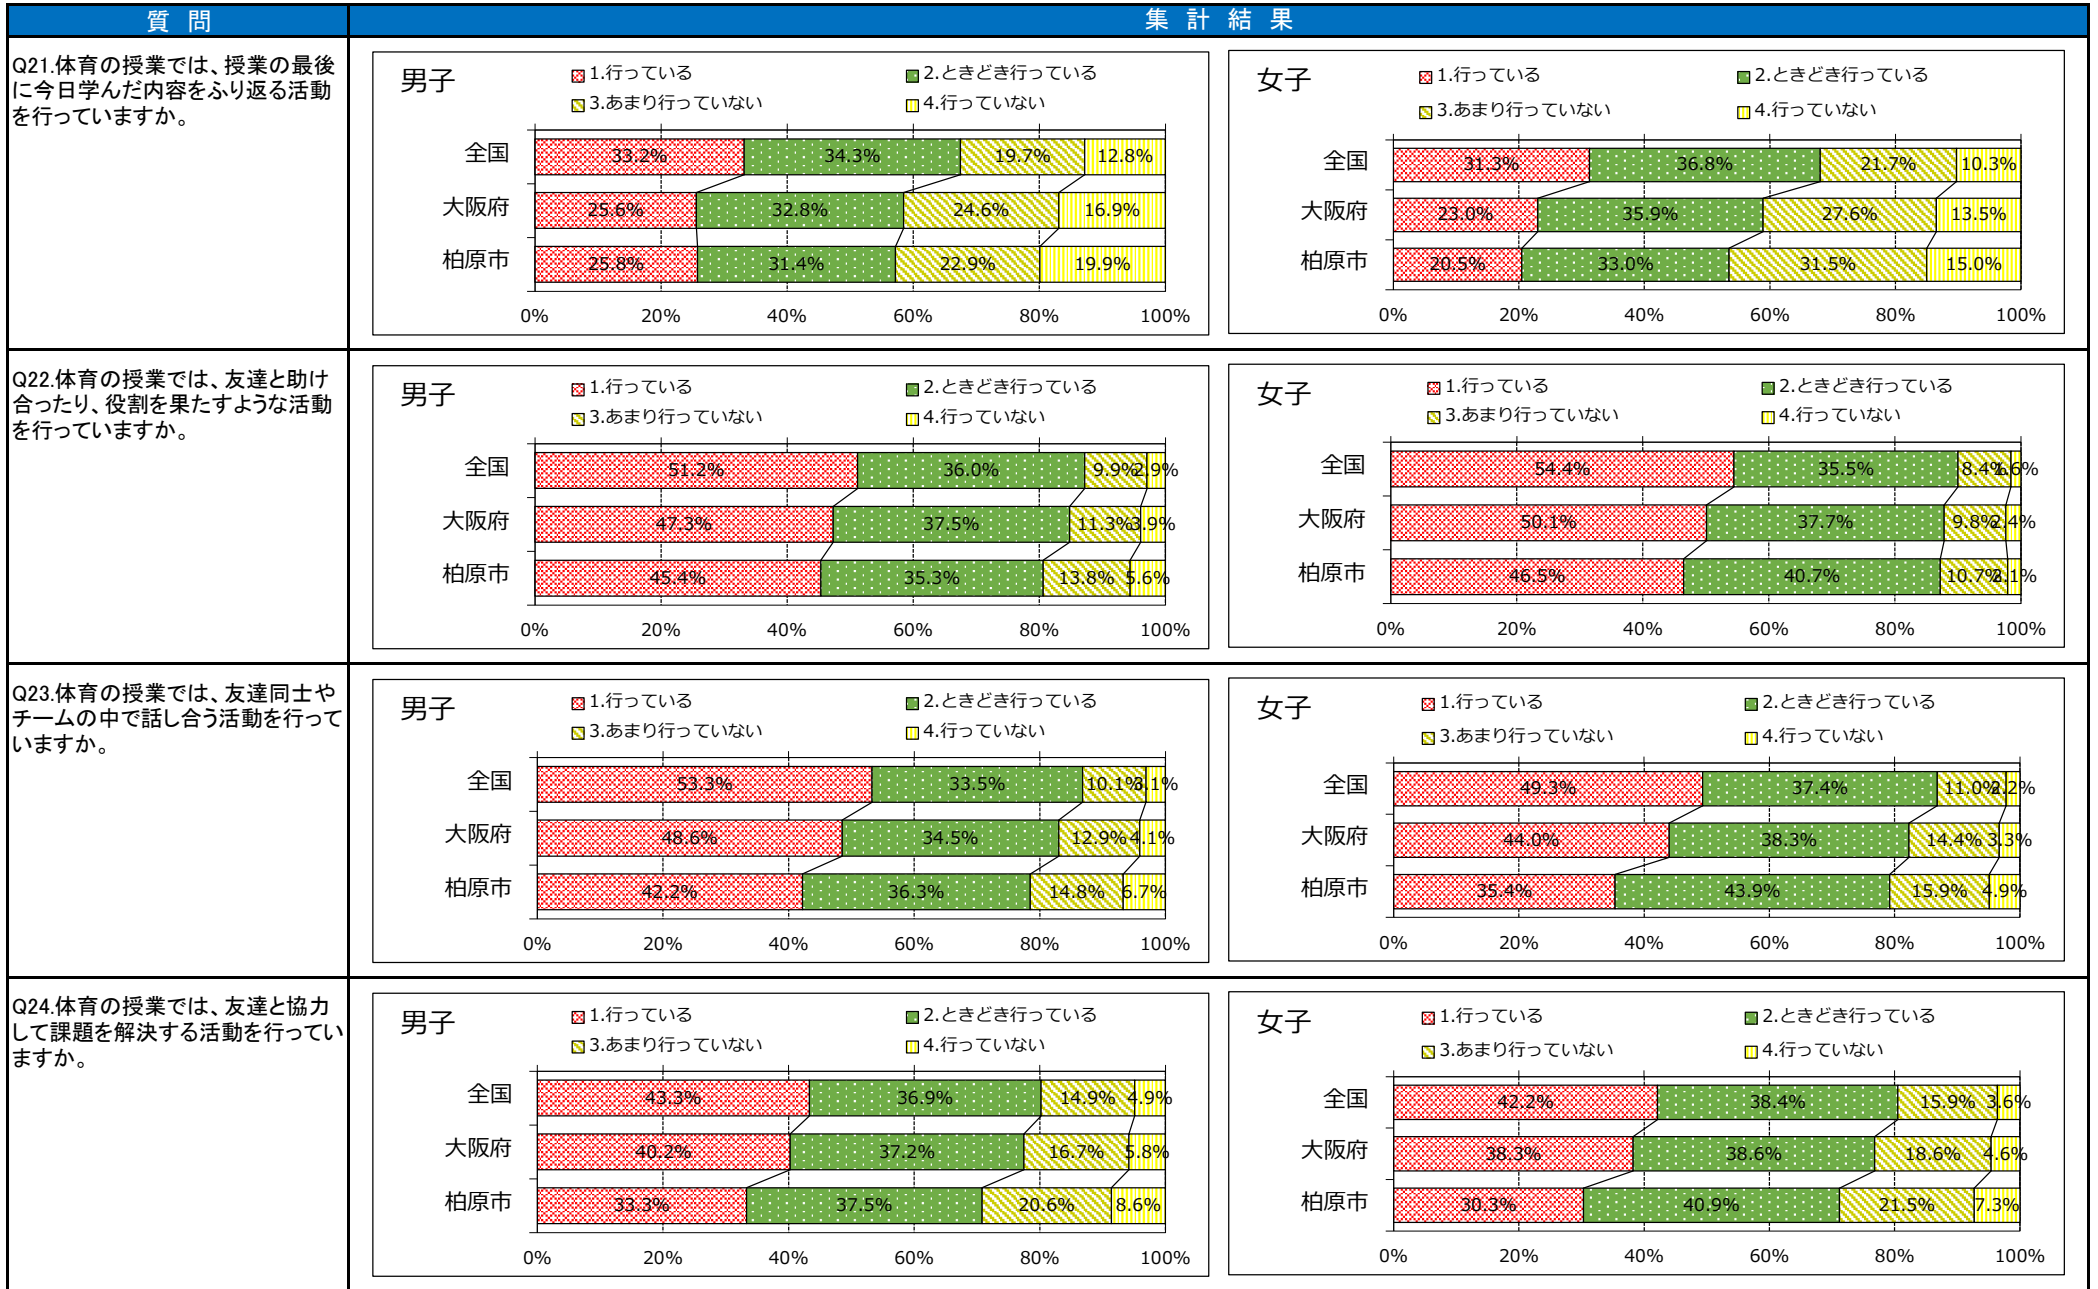 質 問
集 計 結 果
Q21.体育の授業では、授業の最後
に今日学んだ内容をふり返る活動
を行っていますか。
男子
1.行っている
2.ときどき行っている
3.あまり行っていない
4.行っていない
全国
33.2%
34.3%
19.7%
12.8%
大阪府
25.6%
32.8%
24.6%
16.9%
柏原市
25.8%
31.4%
22.9%
19.9%
0% 20% 40% 60% 80% 100%
女子
1.行っている
2.ときどき行っている
3.あまり行っていない
4.行っていない
全国
31.3%
36.8%
21.7%
10.3%
大阪府
23.0%
35.9%
27.6%
13.5%
柏原市
20.5%
33.0%
31.5%
15.0%
0% 20% 40% 60% 80% 100%
Q22.体育の授業では、友達と助け
合ったり、役割を果たすような活動
を行っていますか。
男子
1.行っている
2.ときどき行っている
3.あまり行っていない
4.行っていない
全国
51.2%
36.0%
9.9%
2.9%
大阪府
47.3%
37.5%
11.3%
3.9%
柏原市
45.4%
35.3%
13.8%
5.6%
0% 20% 40% 60% 80% 100%
女子
1.行っている
2.ときどき行っている
3.あまり行っていない
4.行っていない
全国
54.4%
35.5%
8.4%
1.6%
大阪府
50.1%
37.7%
9.8%
2.4%
柏原市
46.5%
40.7%
10.7%
2.1%
0% 20% 40% 60% 80% 100%
Q23.体育の授業では、友達同士や
チームの中で話し合う活動を行って
いますか。
男子
1.行っている
2.ときどき行っている
3.あまり行っていない
4.行っていない
全国
53.3%
33.5%
10.1%
3.1%
大阪府
48.6%
34.5%
12.9%
4.1%
柏原市
42.2%
36.3%
14.8%
6.7%
0% 20% 40% 60% 80% 100%
女子
1.行っている
2.ときどき行っている
3.あまり行っていない
4.行っていない
全国
49.3%
37.4%
11.0%
2.2%
大阪府
44.0%
38.3%
14.4%
3.3%
柏原市
35.4%
43.9%
15.9%
4.9%
0% 20% 40% 60% 80% 100%
Q24.体育の授業では、友達と協力
して課題を解決する活動を行ってい
ますか。
男子
1.行っている
2.ときどき行っている
3.あまり行っていない
4.行っていない
全国
43.3%
36.9%
14.9%
4.9%
大阪府
40.2%
37.2%
16.7%
5.8%
柏原市
33.3%
37.5%
20.6%
8.6%
0% 20% 40% 60% 80% 100%
女子
1.行っている
2.ときどき行っている
3.あまり行っていない
4.行っていない
全国
42.2%
38.4%
15.9%
3.6%
大阪府
38.3%
38.6%
18.6%
4.6%
柏原市
30.3%
40.9%
21.5%
7.3%
0% 20% 40% 60% 80% 100%